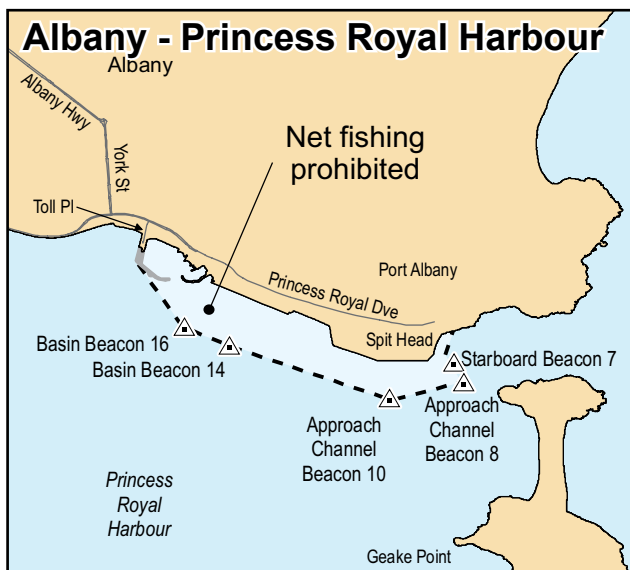 Albany - Princess Royal Harbour
Albany
Albany Hwy
York St
Net fishing
prohibited
Toll Pl
Port Albany
Princess Royal Dve
Spit Head
Basin Beacon 16
Basin Beacon 14
Starboard Beacon 7
Approach
Channel
Beacon 10
Approach
Channel
Beacon 8
Princess
Royal
Harbour
Geake Point